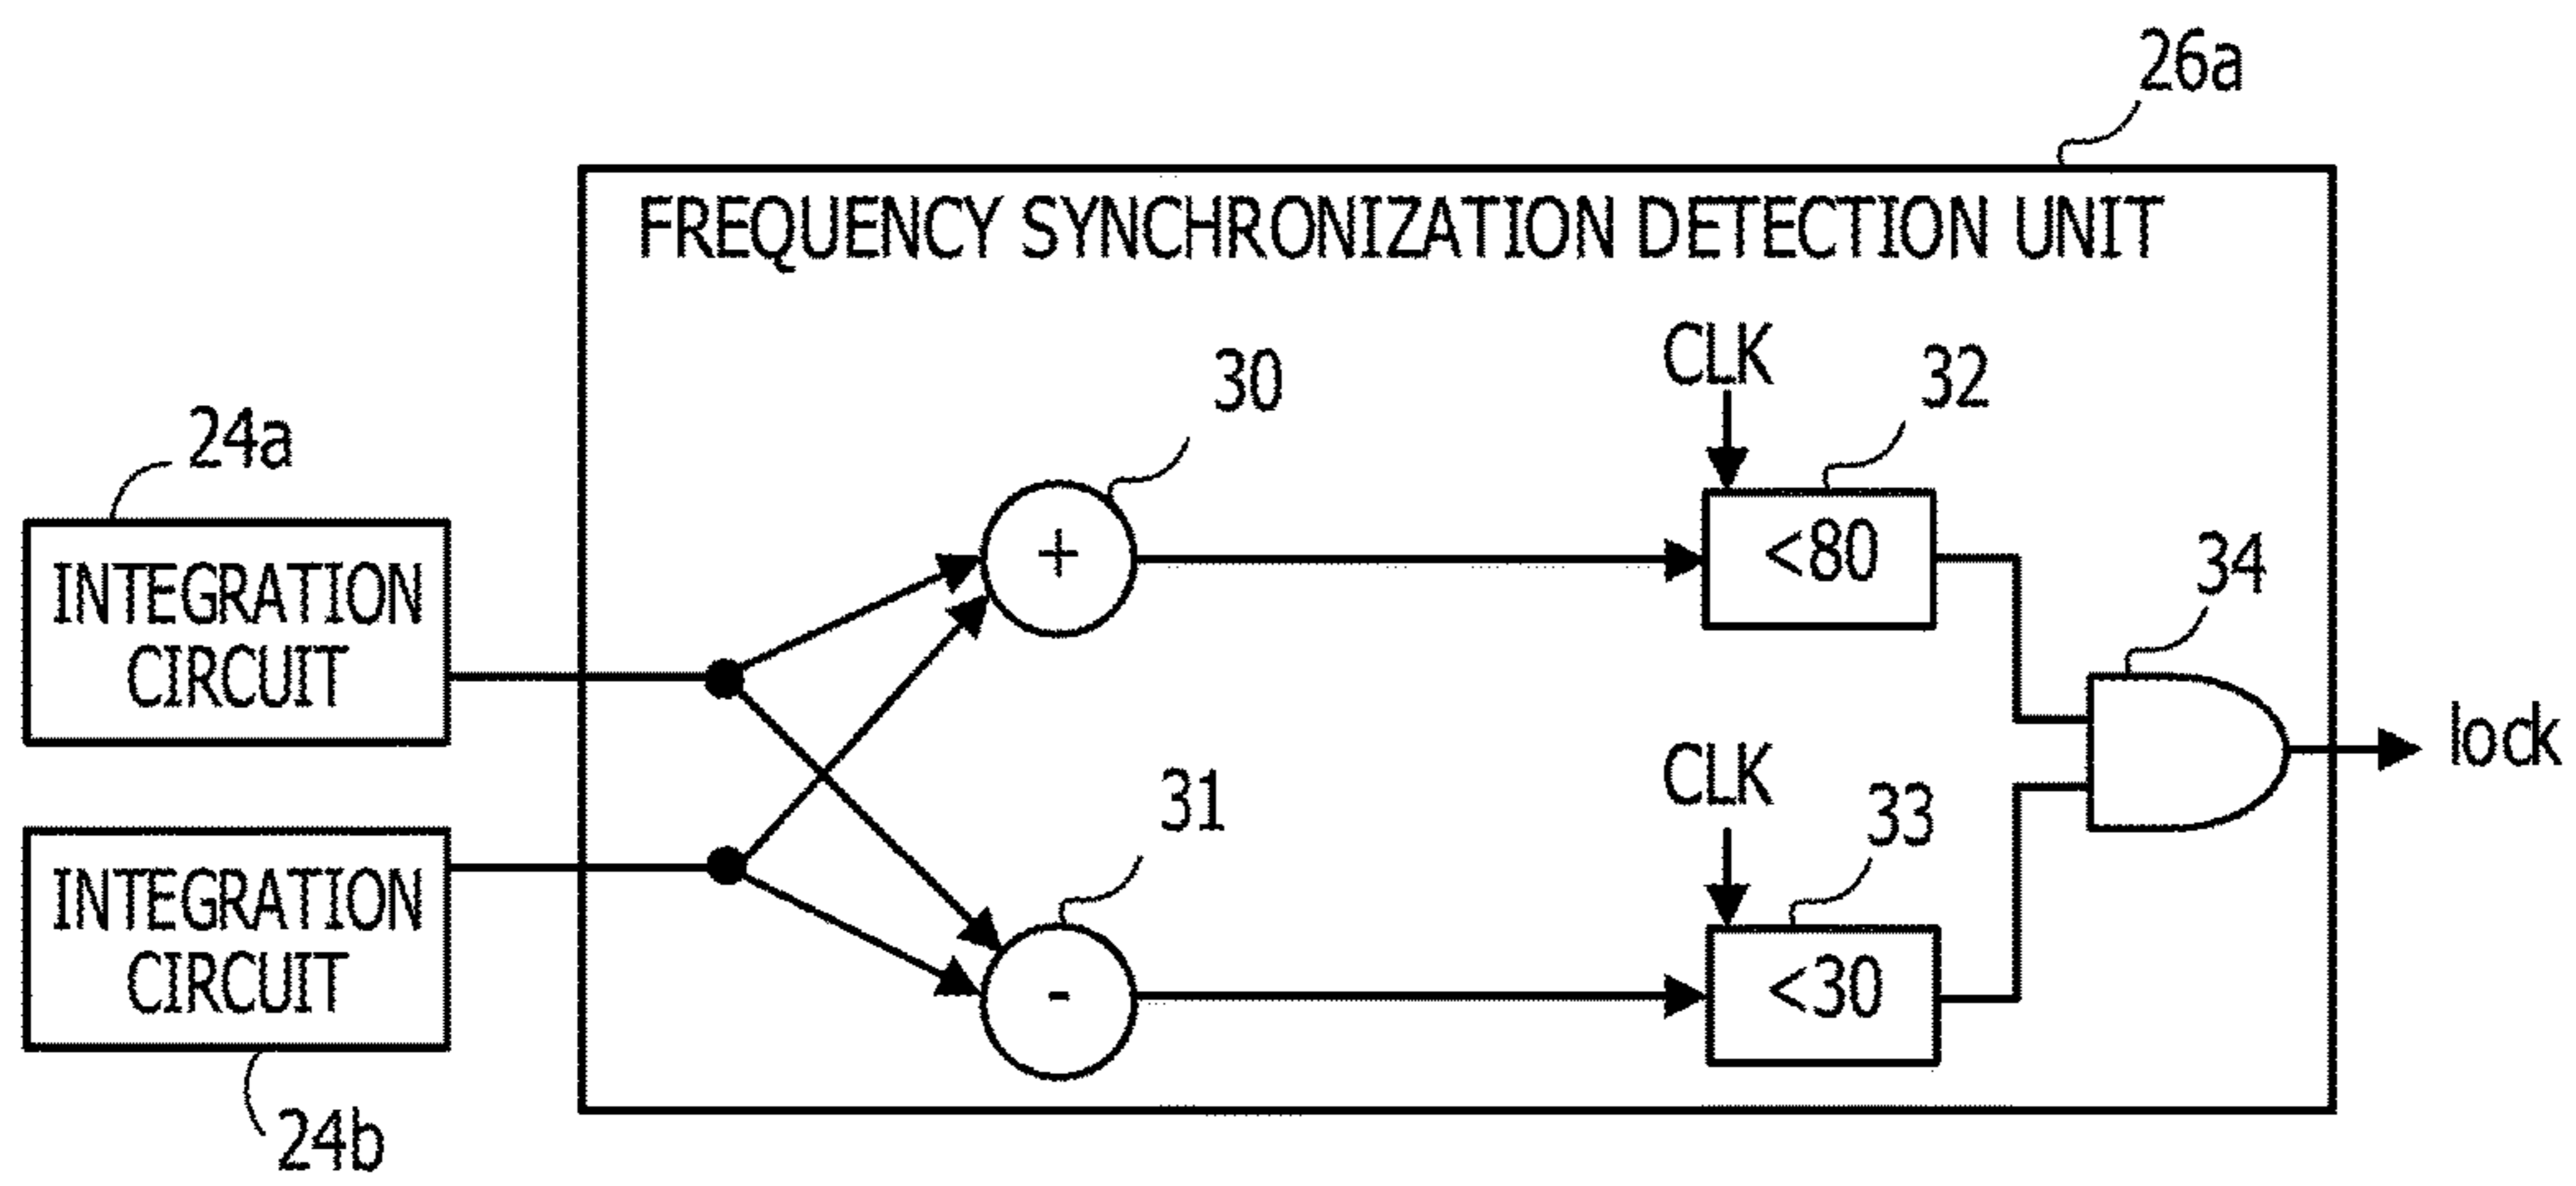 26a
FREQUENCY SYNCHRONIZATION DETECTION UNIT
CLK
30
32
24a
<80
+
34
INTEGRATION
CIRCUIT
lock
CLK
31
33
INTEGRATION
CIRCUIT
<30
-
24b